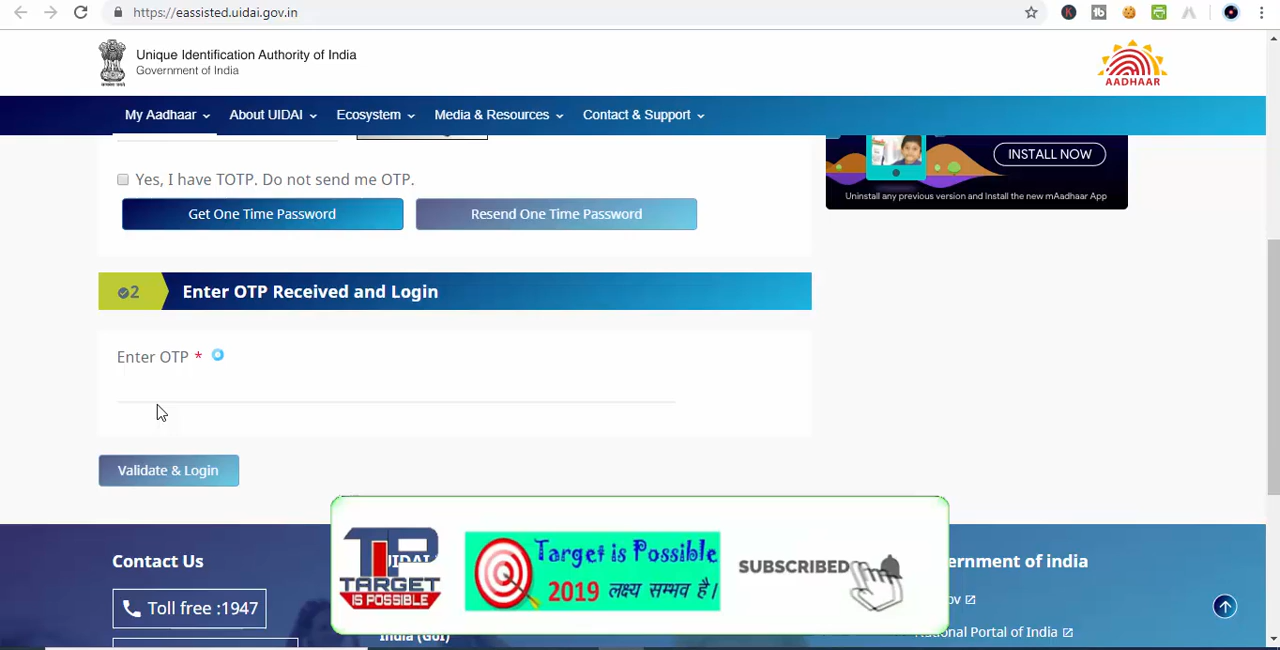 https://eassisted.uidai.gov.in
Unique Identification Authority of India
Government of India
AADHAAR
My Aadhaar
About UIDAI
Ecosystem
Media & Resources
Contact & Support
INSTALL NOW
Uninstall any previous version and Install the new mAadhaar App
Yes, I have TOTP. Do not send me OTP.
Get One Time Password
Resend One Time Password
2
Enter OTP Received and Login
Enter OTP *
Validate & Login
Contact Us
Toll free :1947
TP
TARGET
IS POSSIBLE
Target is Possible
2019 लक्ष्य सम्भव है।
SUBSCRIBED
UIDAI
India (GoI)
National Portal of India